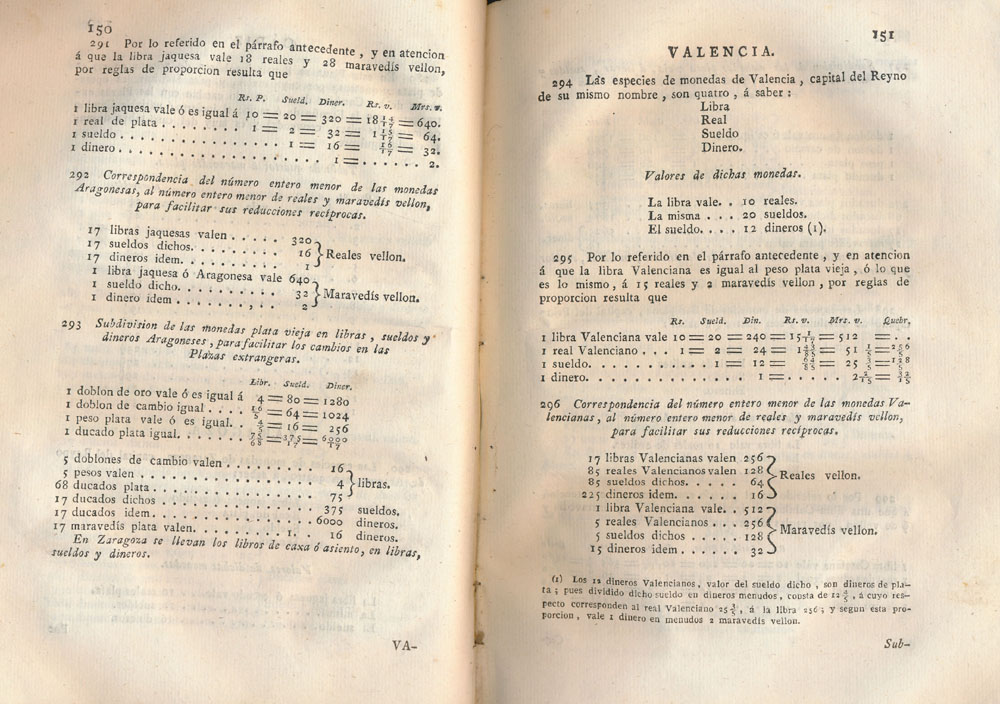 150
291 Por lo referido en el párrafo antecedente , y en atencion
á que la libra jaquesa vale 18 reales y 28 maravedís vellon,
por reglas de proporcion resulta que
Rs. P. Sueld. Diner. Rs. v. Mrs. v.
1 libra jaquesa vale ó es igual á 10 = 20 = 320 = 18 14/17 = 640.
1 real de plata . . . . . . . . 1 = 2 = 32 = 1 15/17 = 64.
1 sueldo . . . . . . . . . . . . . . 1 = 16 = 16/17 = 32.
1 dinero . . . . . . . . . . . . . . . . . . 1 = . . . . . . 2.
292 Correspondencia del número entero menor de las monedas
Aragonesas, al número entero menor de reales y maravedís vellon,
para facilitar sus reducciones recíprocas.
17 libras jaquesas valen . . . . . 320
17 sueldos dichos. . . . . . . . . 16 } Reales vellon.
17 dineros idem. . . . . . . . . . 1
1 libra jaquesa ó Aragonesa vale 640
1 sueldo dicho. . . . . . . . . . . 32 } Maravedís vellon.
1 dinero idem . . . . . . . , , . . 2
293 Subdivision de las monedas plata vieja en libras , sueldos y
dineros Aragoneses, para facilitar los cambios en las
Plazas extrangeras.
Libr. Sueld. Diner.
1 doblon de oro vale ó es igual á 4 = 80 = 1280
1 doblon de cambio igual . . . . 16/5 = 64 = 1024
1 peso plata vale ó es igual. . 4/5 = 16 = 256
1 ducado plata igual. . . . . . . 75/68 = 375/17 = 6000/17
5 doblones de cambio valen . . . . . . . . . . 16
5 pesos valen . . . . . . . . . . . . . . . . . 4 } libras.
68 ducados plata . . . . . . . . . . . . . . . 75
17 ducados dichos . . . . . . . . . . . . . . 375 sueldos.
17 ducados idem. . . . . . . . . . . . . . . 6000 dineros.
17 maravedís plata valen. . . . . . . . . 1. . 16 dineros.
En Zaragoza se llevan los libros de caxa ó asiento, en libras,
sueldos y dineros.
VA-
151
VALENCIA.
294 Las especies de monedas de Valencia , capital del Reyno
de su mismo nombre , son quatro , á saber :
Libra
Real
Sueldo
Dinero.
Valores de dichas monedas.
La libra vale. . 10 reales.
La misma . . . 20 sueldos.
El sueldo. . . . 12 dineros (1).
295 Por lo referido en el párrafo antecedente , y en atencion
á que la libra Valenciana es igual al peso plata vieja , ó lo que
es lo mismo , á 15 reales y 2 maravedís vellon , por reglas de
proporcion resulta que
Rs. Sueld. Din. Rs. v. Mrs. v. Quebr,
1 libra Valenciana vale 10 = 20 = 240 = 15 1/17 = 512 = . .
1 real Valenciano . . . 1 = 2 = 24 = 1 43/85 = 51 1/5 = 256/5
1 sueldo. . . . . . . . . . . . 1 = 12 = 64/85 = 25 3/5 = 128/5
1 dinero. . . . . . . . . . . . . . . . 1 = . . . . . 2 2/15 = 32/15
296 Correspondencia del número entero menor de las monedas Va-
lencianas, al número entero menor de reales y maravedís vellon,
para facilitar sus reducciones recíprocas.
17 libras Valencianas valen 256
85 reales Valencianos valen 128 } Reales vellon.
85 sueldos dichos. . . . . . 64
225 dineros idem. . . . . . 16
1 libra Valenciana vale. . . 512
5 reales Valencianos . . . . 256 } Maravedís vellon.
5 sueldos dichos . . . . . . 128
15 dineros idem . . . . . . 32
(1) Los 12 dineros Valencianos, valor del sueldo dicho , son dineros de pla-
ta ; pues dividido dicho sueldo en dineros menudos , consta de 12 4/5 , á cuyo res-
pecto corresponden al real Valenciano 25 3/5 , á la libra 256 ; y segun esta pro-
porcion , vale 1 dinero en menudos 2 maravedís vellon.
Sub-